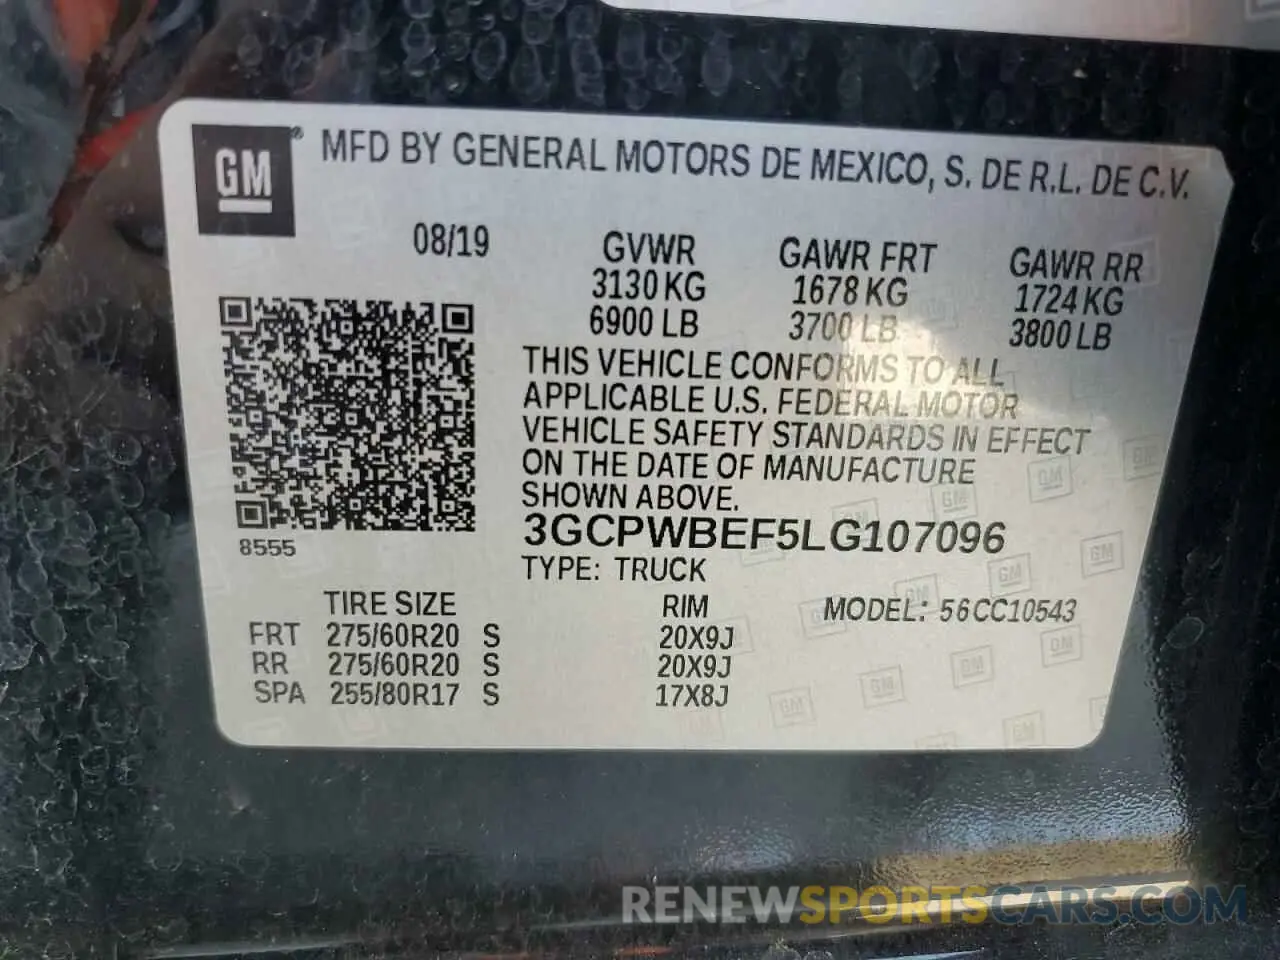 GM® MFD BY GENERAL MOTORS DE MEXICO, S. DE R.L. DE C.V.
08/19 GVWR GAWR FRT GAWR RR
3130 KG 1678 KG 1724 KG
6900 LB 3700 LB 3800 LB
THIS VEHICLE CONFORMS TO ALL
APPLICABLE U.S. FEDERAL MOTOR
VEHICLE SAFETY STANDARDS IN EFFECT
ON THE DATE OF MANUFACTURE
SHOWN ABOVE.
3GCPWBEF5LG107096
8555
TYPE: TRUCK
TIRE SIZE RIM MODEL: 56CC10543
FRT 275/60R20 S 20X9J
RR 275/60R20 S 20X9J
SPA 255/80R17 S 17X8J
RENEWSPORTSCARS.COM